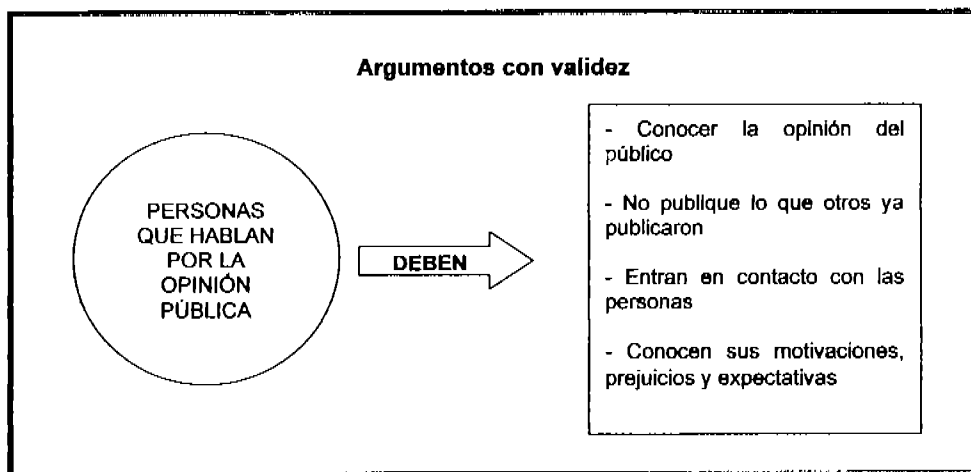 Argumentos con validez
PERSONAS
QUE HABLAN
POR LA
OPINIÓN
PÚBLICA
DEBEN
- Conocer la opinión del
público
- No publique lo que otros ya
publicaron
- Entran en contacto con las
personas
- Conocen sus motivaciones,
prejuicios y expectativas